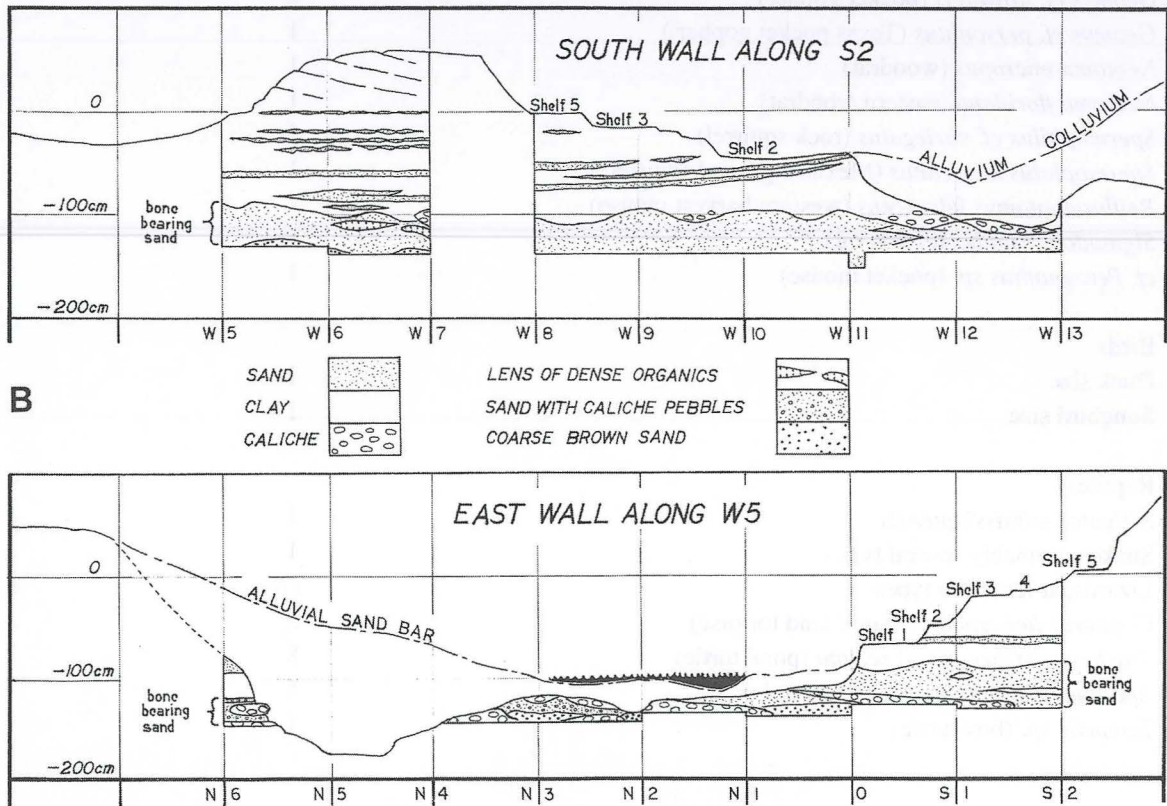 SOUTH WALL ALONG S2
0
Shelf 5
Shelf 3
Shelf 2
ALLUVIUM
COLLUVIUM
-100cm
bone
bearing
sand
-200cm
W 5 W 6 W 7 W 8 W 9 W 10 W 11 W 12 W 13
B
SAND
CLAY
CALICHE
LENS OF DENSE ORGANICS
SAND WITH CALICHE PEBBLES
COARSE BROWN SAND
EAST WALL ALONG W5
0
ALLUVIAL SAND BAR
Shelf 5
Shelf 3 4
Shelf 2
Shelf 1
-100cm
bone
bearing
sand
bone
bearing
sand
-200cm
N 6 N 5 N 4 N 3 N 2 N 1 0 S 1 S 2